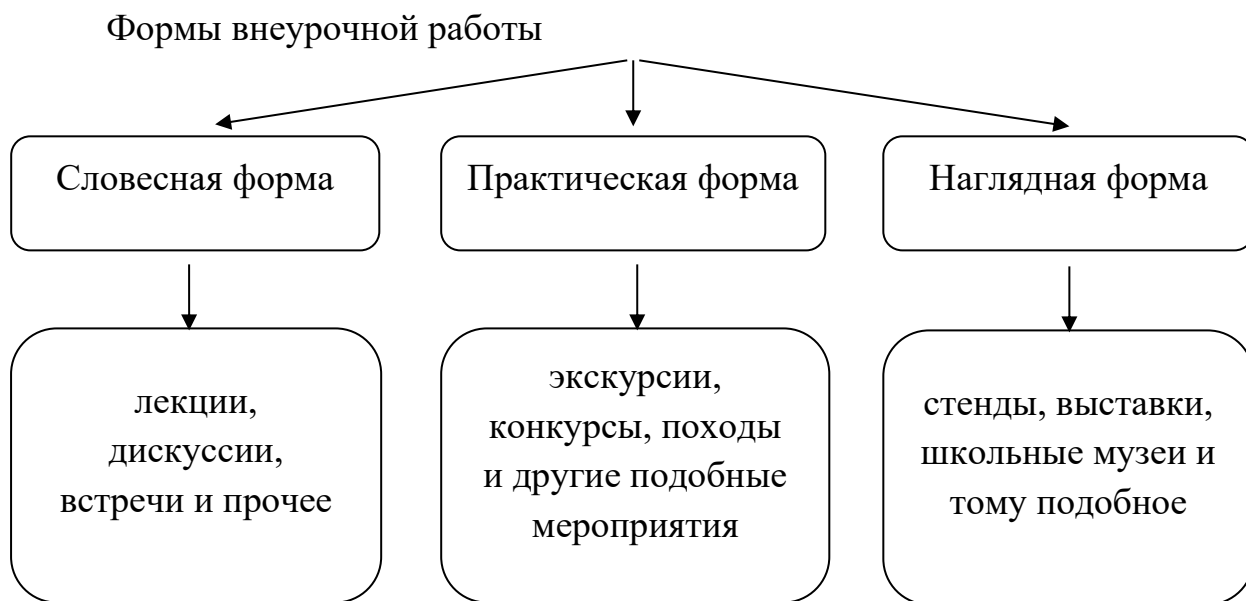 Формы внеурочной работы
Словесная форма
Практическая форма
Наглядная форма
лекции,
дискуссии,
встречи и прочее
экскурсии,
конкурсы, походы
и другие подобные
мероприятия
стенды, выставки,
школьные музеи и
тому подобное